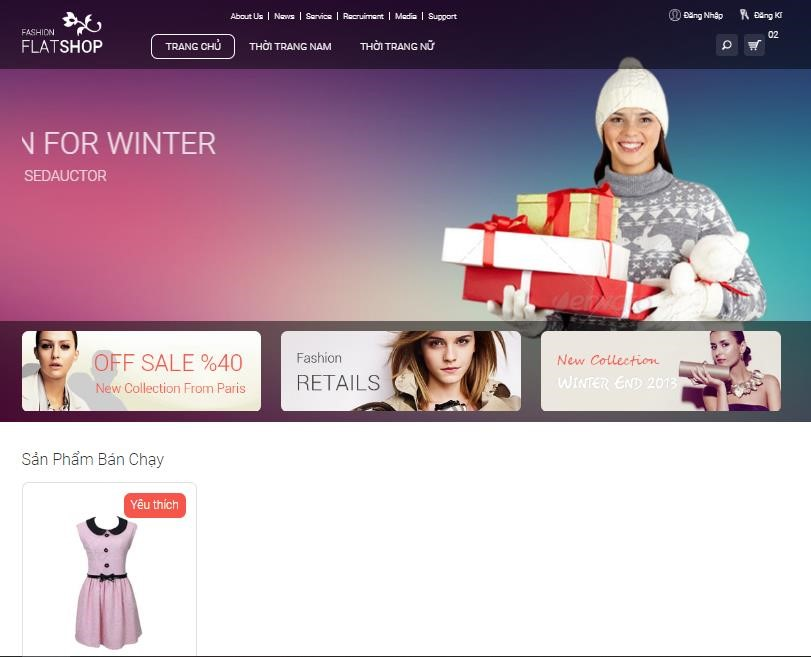 About Us | News | Service | Recruiment | Media | Support
Đăng Nhập
Đăng Kí
FASHION
FLATSHOP
TRANG CHỦ
THỜI TRANG NAM
THỜI TRANG NỮ
02
N FOR WINTER
SEDAUCTOR
OFF SALE %40
New Collection From Paris
Fashion
RETAILS
New Collection
WINTER END 2013
Sản Phẩm Bán Chạy
Yêu thích